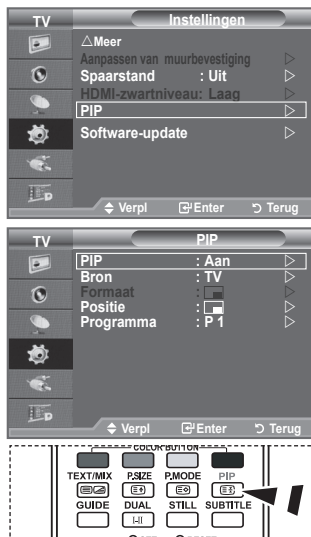 TV Instellingen
△Meer
Aanpassen van muurbevestiging
Spaarstand : Uit
HDMI-zwartniveau: Laag
PIP
Software-update
Verpl Enter Terug
TV PIP
PIP : Aan
Bron : TV
Formaat :
Positie :
Programma : P 1
Verpl Enter Terug
COLOR BUTTON
TEXT/MIX P.SIZE P.MODE PIP
GUIDE DUAL STILL SUBTITLE
I-II